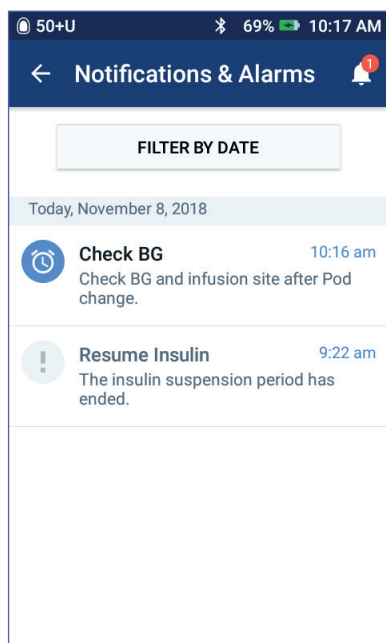 50+U 69% 10:17 AM
Notifications & Alarms 1
FILTER BY DATE
Today, November 8, 2018
Check BG 10:16 am
Check BG and infusion site after Pod
change.
Resume Insulin 9:22 am
The insulin suspension period has
ended.